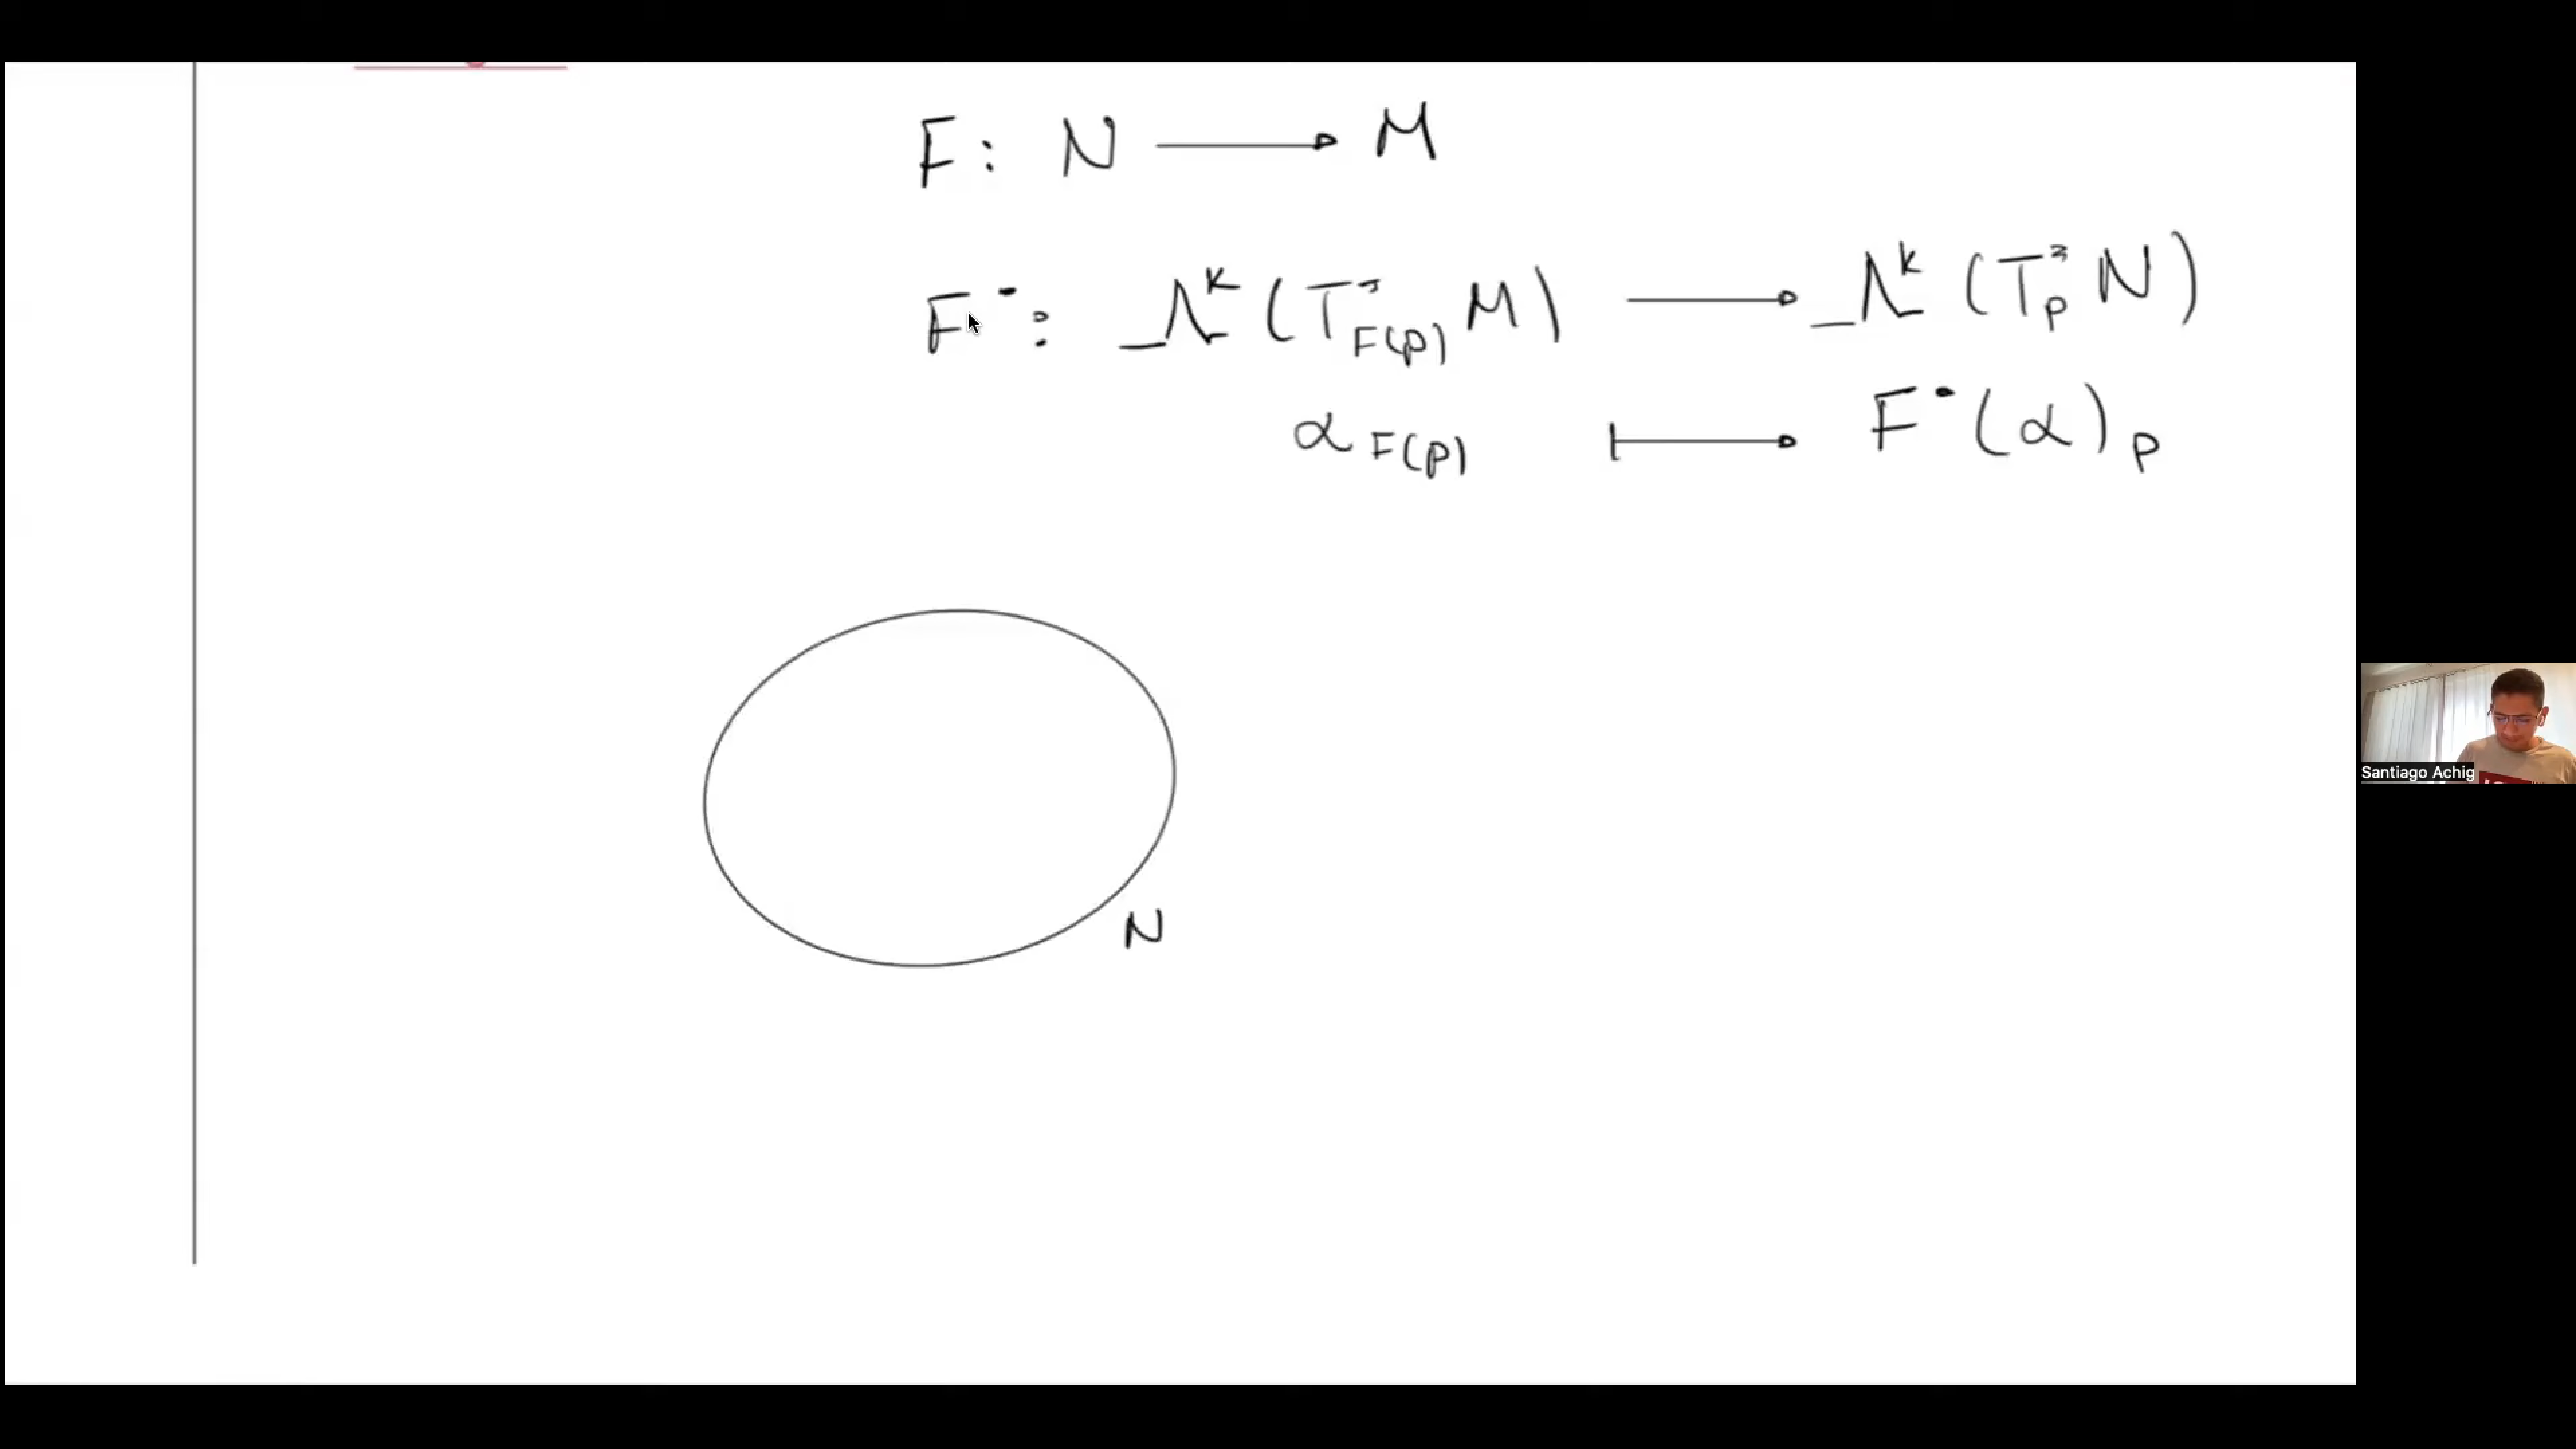 F: N → M
F*: Λ^k (T*_{F(p)} M) → Λ^k (T*_p N)
α_{F(p)} ↦ F*(α)_p
N
Santiago Achig